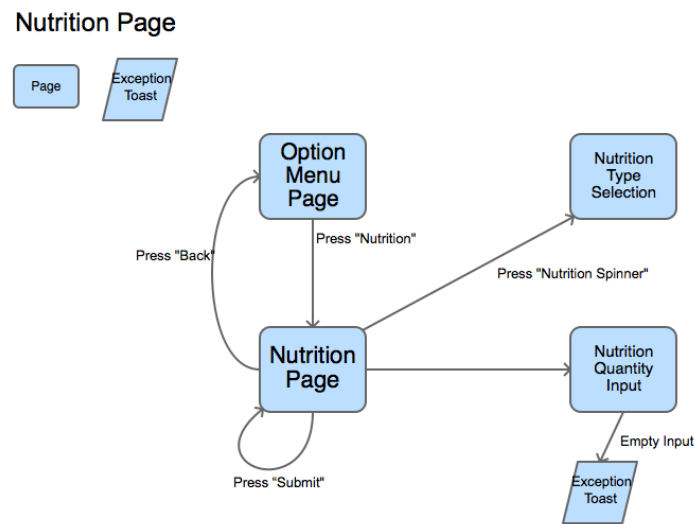 Nutrition Page
Page
Exception
Toast
Option
Menu
Page
Nutrition
Type
Selection
Press "Nutrition"
Press "Back"
Press "Nutrition Spinner"
Nutrition
Page
Nutrition
Quantity
Input
Empty Input
Press "Submit"
Exception
Toast